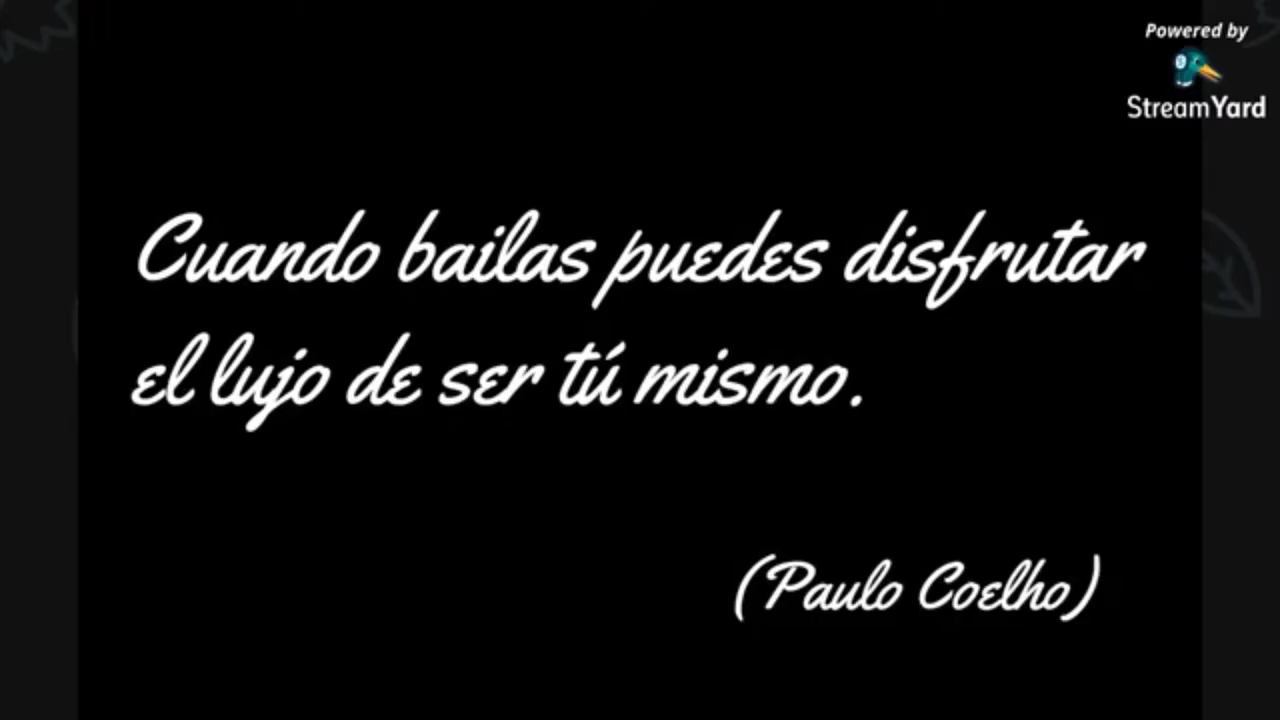 Powered by
StreamYard
Cuando bailas puedes disfrutar
el lujo de ser tú mismo.
(Paulo Coelho)